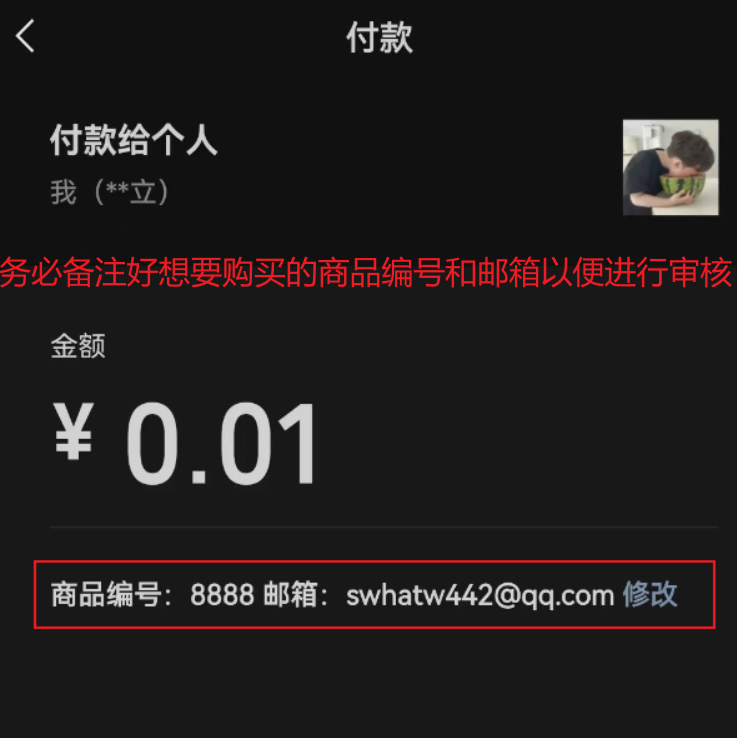 付款
付款给个人
我（**立）
务必备注好想要购买的商品编号和邮箱以便进行审核
金额
¥ 0.01
商品编号：8888 邮箱：swhatw442@qq.com 修改